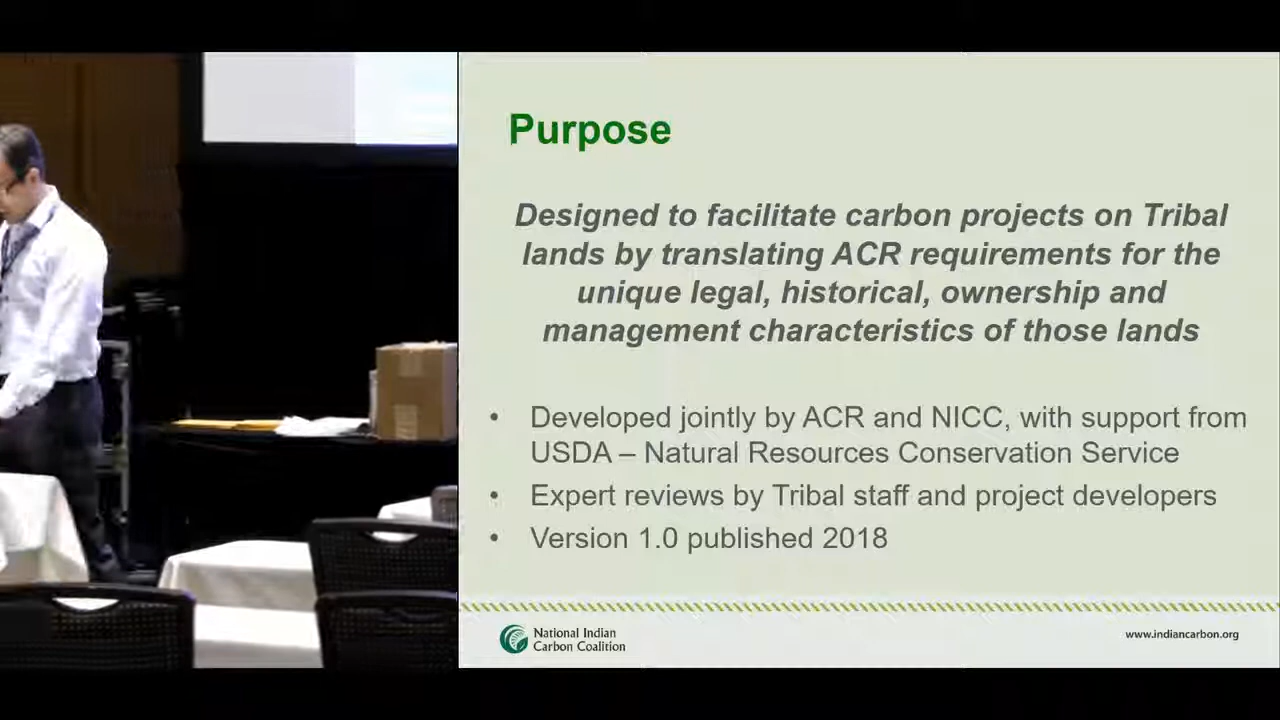 Purpose
Designed to facilitate carbon projects on Tribal
lands by translating ACR requirements for the
unique legal, historical, ownership and
management characteristics of those lands
• Developed jointly by ACR and NICC, with support from
USDA – Natural Resources Conservation Service
• Expert reviews by Tribal staff and project developers
• Version 1.0 published 2018
National Indian
Carbon Coalition
www.indiancarbon.org